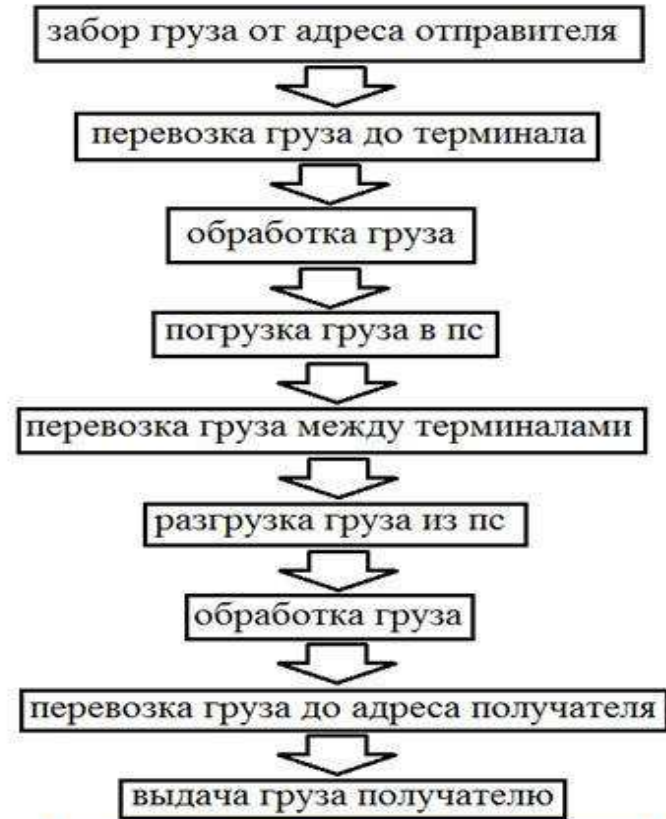 забор груза от адреса отправителя
перевозка груза до терминала
обработка груза
погрузка груза в пс
перевозка груза между терминалами
разгрузка груза из пс
обработка груза
перевозка груза до адреса получателя
выдача груза получателю